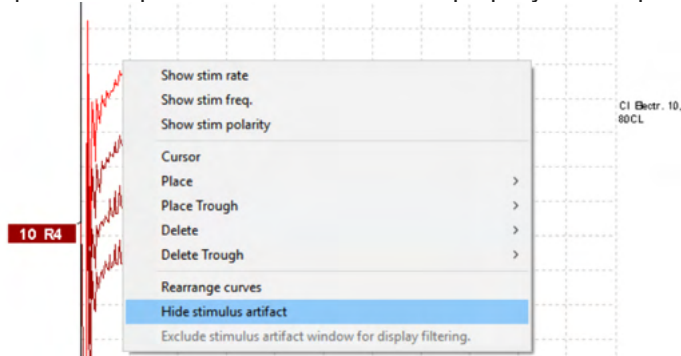 Show stim rate
Show stim freq.
Show stim polarity
CI Electr. 10,
80CL
Cursor
Place
Place Trough
10 R4
Delete
Delete Trough
Rearrange curves
Hide stimulus artifact
Exclude stimulus artifact window for display filtering.